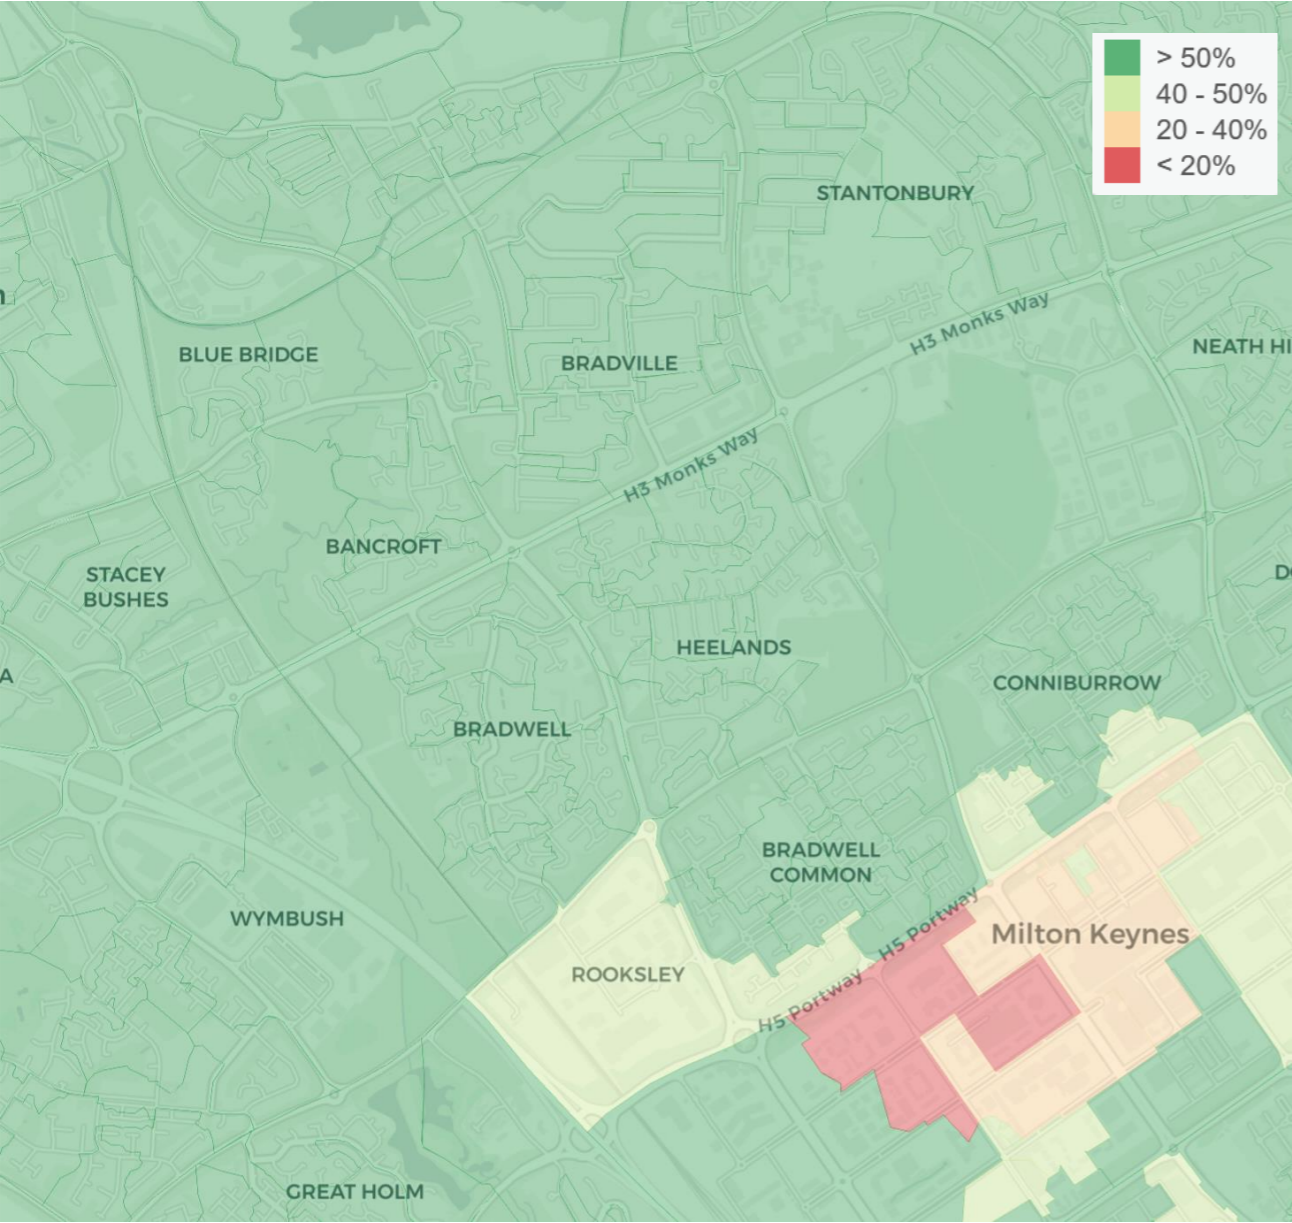 > 50%
40 - 50%
20 - 40%
< 20%
STANTONBURY
H3 Monks Way
NEATH HI
BLUE BRIDGE
BRADVILLE
H3 Monks Way
BANCROFT
STACEY
BUSHES
HEELANDS
CONNIBURROW
A
BRADWELL
BRADWELL
COMMON
WYMBUSH
H5 Portway
Milton Keynes
ROOKSLEY
H5 Portway
GREAT HOLM